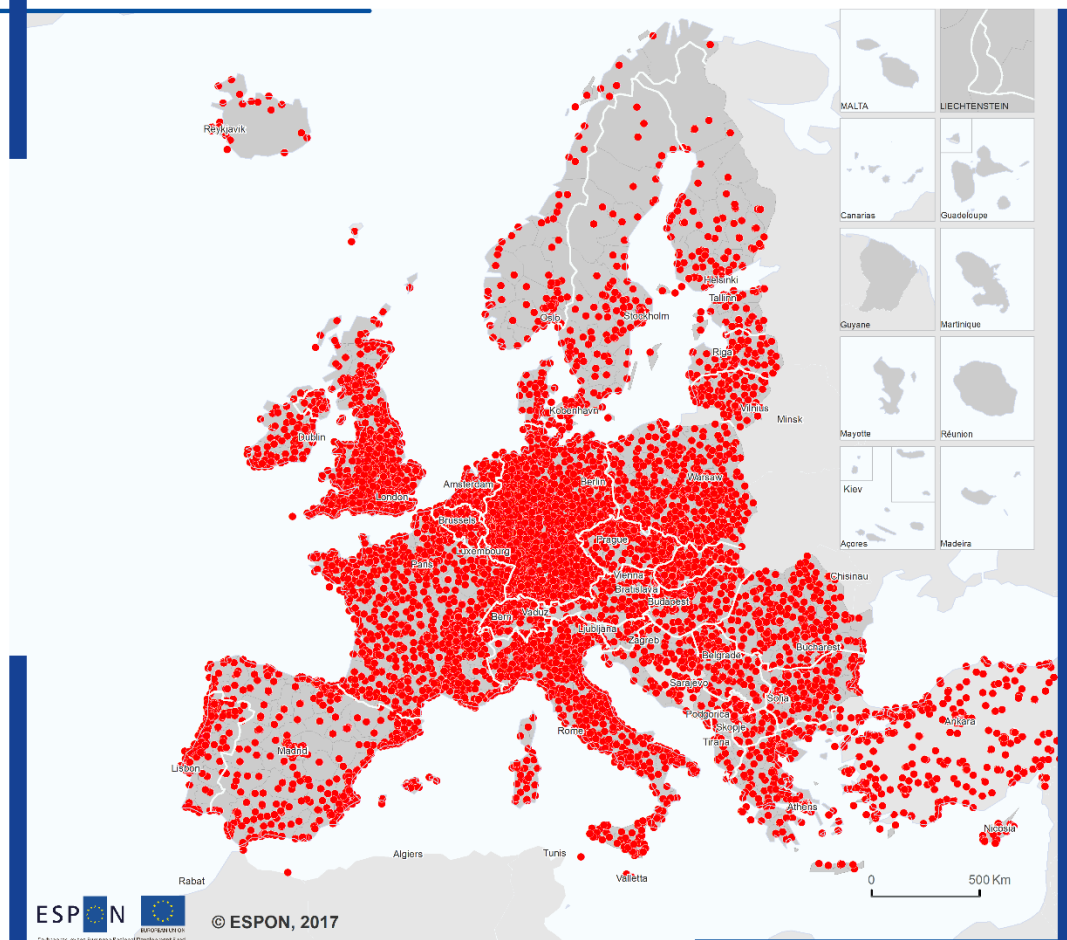 MALTA
LIECHTENSTEIN
Reykjavik
Canarias
Guadeloupe
Helsinki
Tallinn
Oslo
Stockholm
Guyane
Martinique
Riga
København
Vilnius
Minsk
Mayotte
Réunion
Dublin
Amsterdam
Berlin
Warsaw
London
Kiev
Brussels
Açores
Madeira
Prague
Luxembourg
Paris
Vienna
Chisinau
Bratislava
Budapest
Bern
Vaduz
Ljubljana
Zagreb
Bucharest
Belgrade
Sarajevo
Sofia
Podgorica
Skopje
Ankara
Rome
Tirana
Madrid
Lisbon
Athens
Nicosia
Algiers
Tunis
Valletta
Rabat
0
500 Km
ESPON
EUROPEAN UNION
© ESPON, 2017